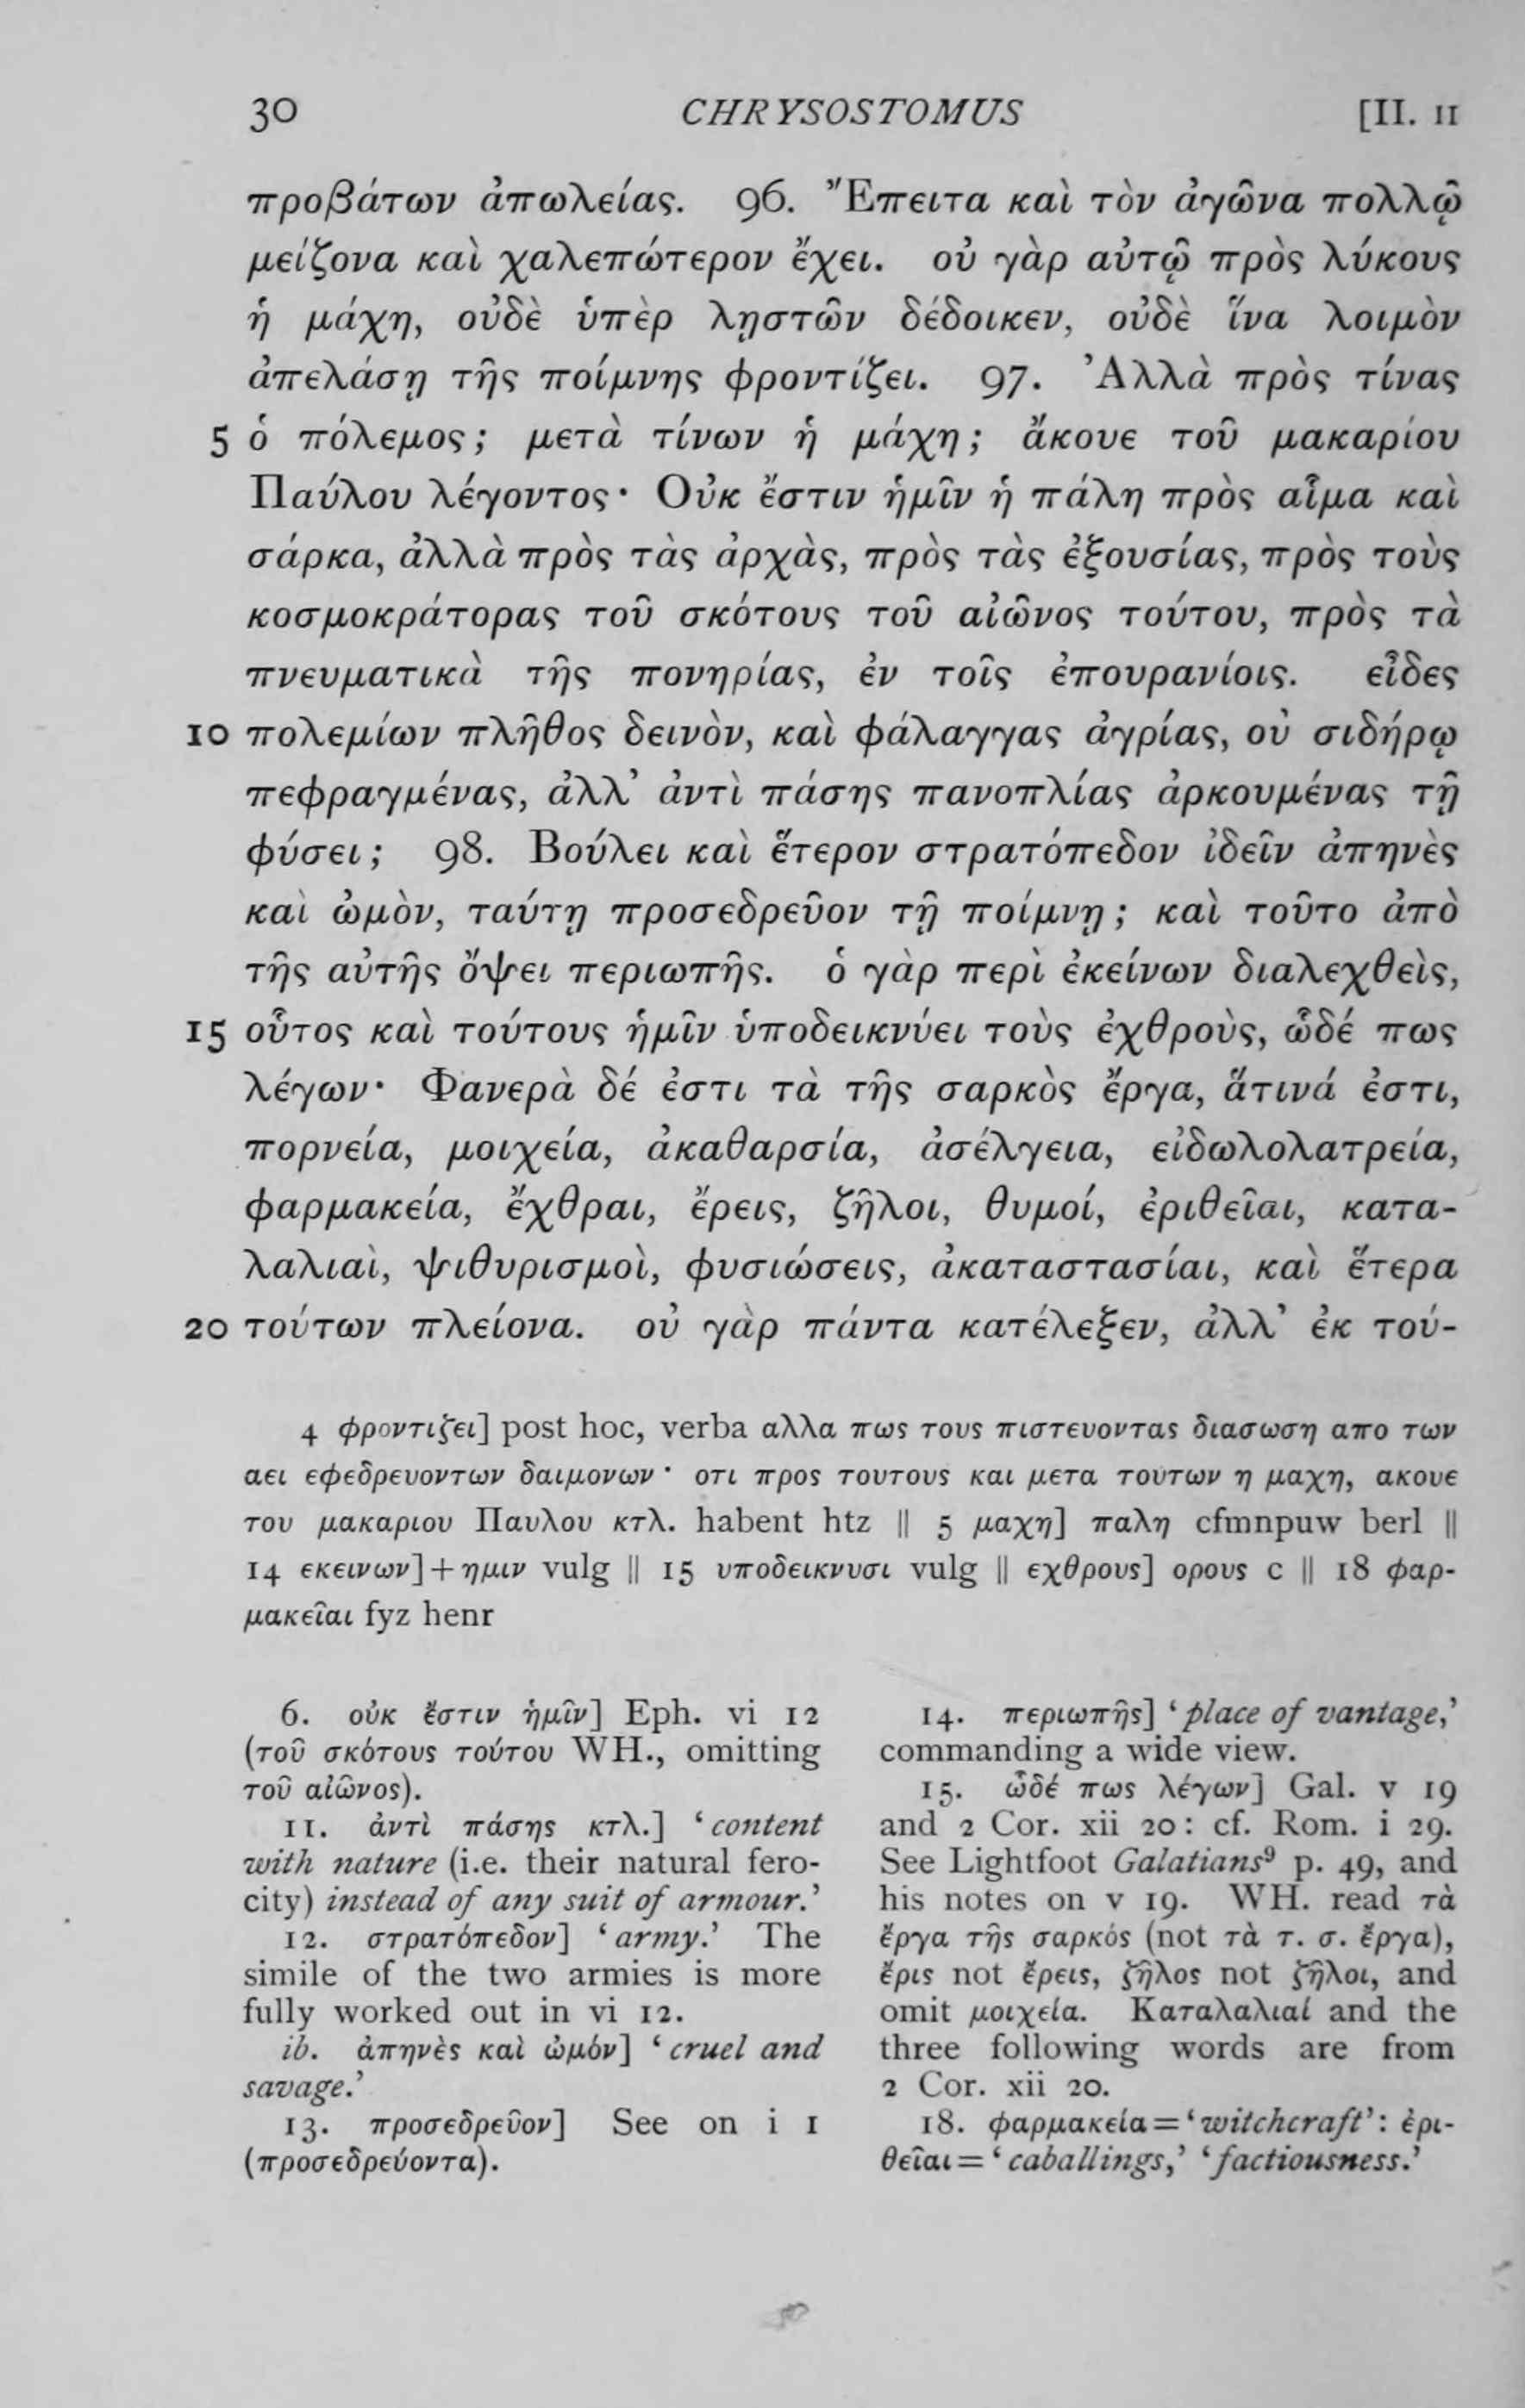 30 CHRYSOSTOMUS [II. 11
προβάτων ἀπωλείας. 96. Ἔπειτα καὶ τὸν ἀγῶνα πολλῷ
μείζονα καὶ χαλεπώτερον ἔχει. οὐ γὰρ αὐτῷ πρὸς λύκους
ἡ μάχη, οὐδὲ ὑπὲρ λῃστῶν δέδοικεν, οὐδὲ ἵνα λοιμὸν
ἀπελάσῃ τῆς ποίμνης φροντίζει. 97. Ἀλλὰ πρὸς τίνας
5 ὁ πόλεμος; μετὰ τίνων ἡ μάχη; ἄκουε τοῦ μακαρίου
Παύλου λέγοντος· Οὐκ ἔστιν ἡμῖν ἡ πάλη πρὸς αἷμα καὶ
σάρκα, ἀλλὰ πρὸς τὰς ἀρχὰς, πρὸς τὰς ἐξουσίας, πρὸς τοὺς
κοσμοκράτορας τοῦ σκότους τοῦ αἰῶνος τούτου, πρὸς τὰ
πνευματικὰ τῆς πονηρίας, ἐν τοῖς ἐπουρανίοις. εἶδες
10 πολεμίων πλῆθος δεινὸν, καὶ φάλαγγας ἀγρίας, οὐ σιδήρῳ
πεφραγμένας, ἀλλ’ ἀντὶ πάσης πανοπλίας ἀρκουμένας τῇ
φύσει; 98. Βούλει καὶ ἕτερον στρατόπεδον ἰδεῖν ἀπηνὲς
καὶ ὠμὸν, ταύτῃ προσεδρεῦον τῇ ποίμνῃ; καὶ τοῦτο ἀπὸ
τῆς αὐτῆς ὄψει περιωπῆς. ὁ γὰρ περὶ ἐκείνων διαλεχθεὶς,
15 οὗτος καὶ τούτους ἡμῖν ὑποδεικνύει τοὺς ἐχθροὺς, ὧδέ πως
λέγων· Φανερὰ δέ ἐστι τὰ τῆς σαρκὸς ἔργα, ἅτινά ἐστι,
πορνεία, μοιχεία, ἀκαθαρσία, ἀσέλγεια, εἰδωλολατρεία,
φαρμακεία, ἔχθραι, ἔρεις, ζῆλοι, θυμοί, ἐριθεῖαι, κατα-
λαλιαὶ, ψιθυρισμοὶ, φυσιώσεις, ἀκαταστασίαι, καὶ ἕτερα
20 τούτων πλείονα. οὐ γὰρ πάντα κατέλεξεν, ἀλλ’ ἐκ τού-
4 φροντιζει] post hoc, verba αλλα πως τους πιστευοντας διασωση απο των
αει εφεδρευοντων δαιμονων· οτι προς τουτους και μετα τουτων η μαχη, ακουε
του μακαριου Παυλου κτλ. habent htz || 5 μαχη] παλη cfmnpuw berl ||
14 εκεινων]+ημιν vulg || 15 υποδεικνυσι vulg || εχθρους] ορους c || 18 φαρ-
μακεῖαι fyz henr
6. οὐκ ἔστιν ἡμῖν] Eph. vi 12
(τοῦ σκότους τούτου WH., omitting
τοῦ αἰῶνος).
11. ἀντὶ πάσης κτλ.] ‘content
with nature (i.e. their natural fero-
city) instead of any suit of armour.’
12. στρατόπεδον] ‘army.’ The
simile of the two armies is more
fully worked out in vi 12.
ib. ἀπηνὲς καὶ ὠμόν] ‘cruel and
savage.’
13. προσεδρεῦον] See on i 1
(προσεδρεύοντα).
14. περιωπῆς] ‘place of vantage,’
commanding a wide view.
15. ὧδέ πως λέγων] Gal. v 19
and 2 Cor. xii 20: cf. Rom. i 29.
See Lightfoot Galatians⁹ p. 49, and
his notes on v 19. WH. read τὰ
ἔργα τῆς σαρκός (not τὰ τ. σ. ἔργα),
ἔρις not ἔρεις, ζῆλος not ζῆλοι, and
omit μοιχεία. Καταλαλιαί and the
three following words are from
2 Cor. xii 20.
18. φαρμακεία=‘witchcraft’: ἐρι-
θεῖαι=‘caballings,’ ‘factiousness.’